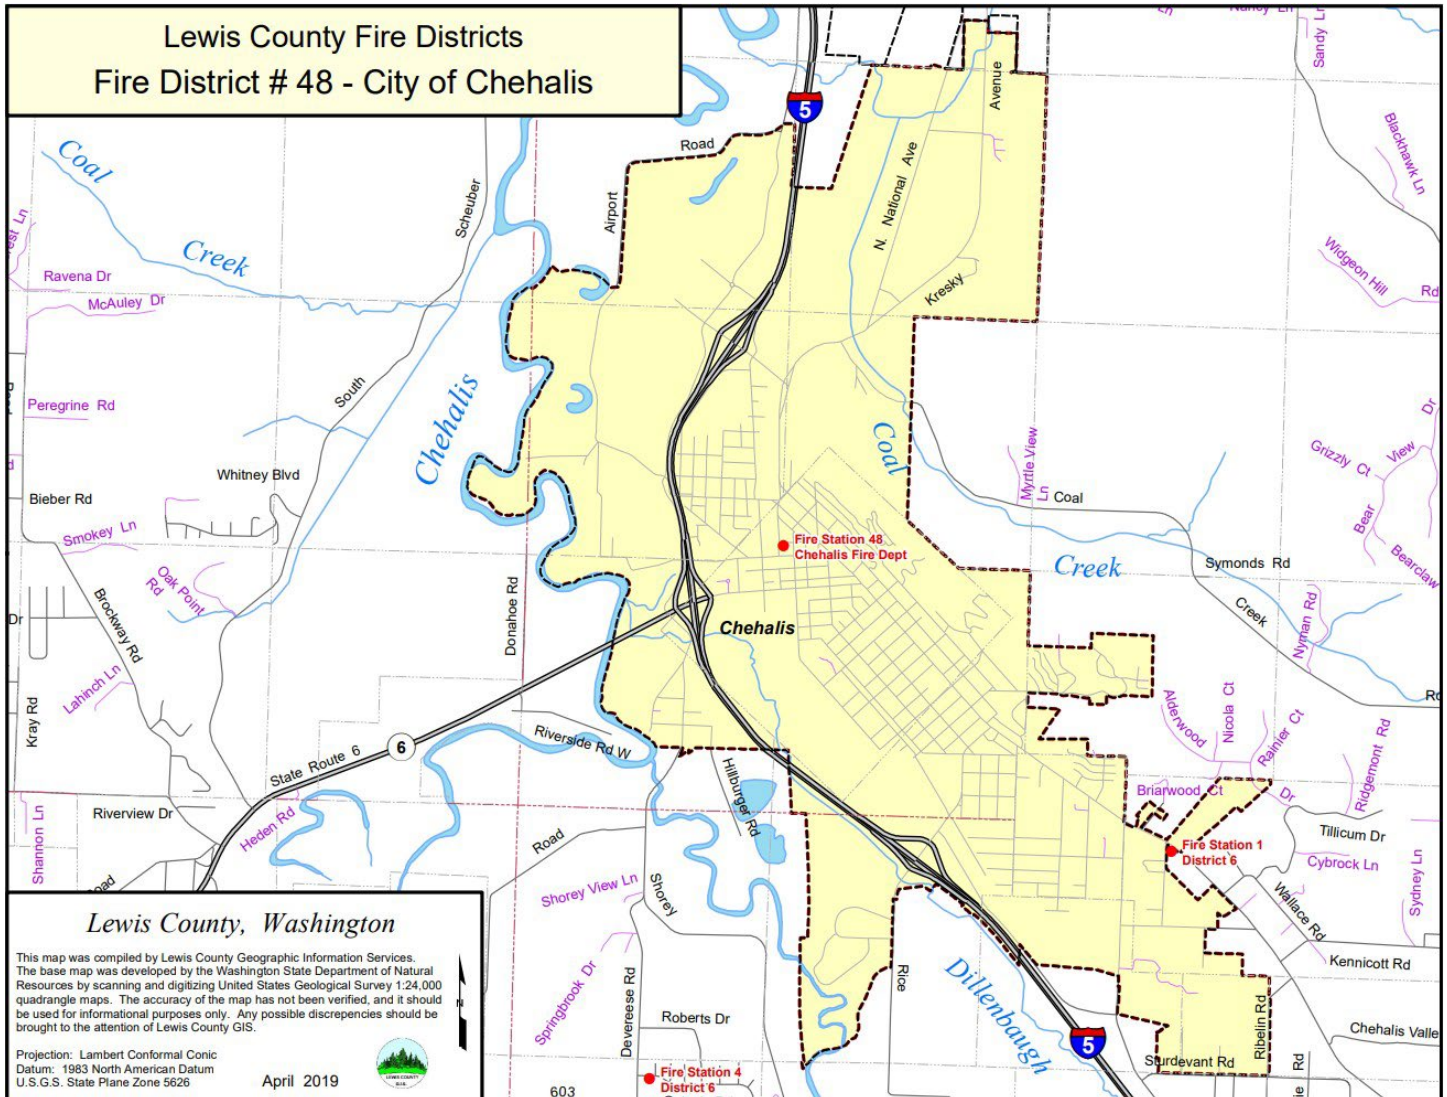 Lewis County Fire Districts
Fire District # 48 - City of Chehalis
Nancy Ln
Sandy Ln
5
Avenue
Road
Coal
Creek
Scheuber
Airport
N. National Ave
Blackhawk Ln
Widgeon Hill
Rd
Ravena Dr
McAuley Dr
Kresky
South
Chehalis
Peregrine Rd
Coal
Myrtle View
Ln
Coal
Grizzly Ct
View
Dr
Bear
Bearclaw
Whitney Blvd
Bieber Rd
Smokey Ln
Oak Point
Rd
Fire Station 48
Chehalis Fire Dept
Creek
Symonds Rd
Creek
Nyman Rd
Rd
Dr
Brockway Rd
Donahoe Rd
Chehalis
Lahinch Ln
Kray Rd
Alderwood
Nicola Ct
Rainier Ct
Ridgemont Rd
Dr
State Route 6
6
Riverside Rd W
Hillburger Rd
Briarwood Ct
Riverview Dr
Heden Rd
Shannon Ln
Tillicum Dr
Fire Station 1
District 6
Cybrock Ln
Sydney Ln
Road
Shorey View Ln
Shorey
Wallace Rd
Kennicott Rd
Springbrook Dr
Devereese Rd
Rice
Dillenbaugh
Roberts Dr
Ribelin Rd
Chehalis Valle
5
Sturdevant Rd
Rd
Fire Station 4
District 6
603
Lewis County, Washington
This map was compiled by Lewis County Geographic Information Services.
The base map was developed by the Washington State Department of Natural
Resources by scanning and digitizing United States Geological Survey 1:24,000
quadrangle maps. The accuracy of the map has not been verified, and it should
be used for informational purposes only. Any possible discrepencies should be
brought to the attention of Lewis County GIS.
Projection: Lambert Conformal Conic
Datum: 1983 North American Datum
U.S.G.S. State Plane Zone 5626
April 2019
LEWIS COUNTY
G.I.S.